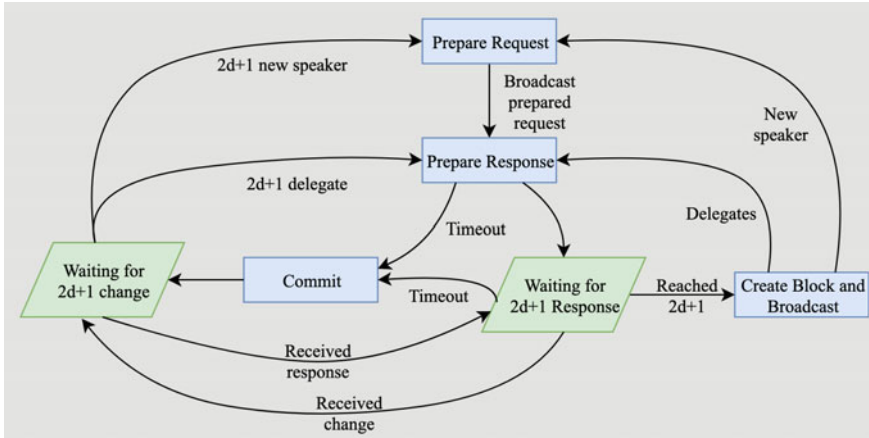 Prepare Request
2d+1 new speaker
Broadcast
prepared
request
New
speaker
Prepare Response
2d+1 delegate
Delegates
Timeout
Waiting for
2d+1 change
Commit
Timeout
Waiting for
2d+1 Response
Reached
2d+1
Create Block and
Broadcast
Received
response
Received
change